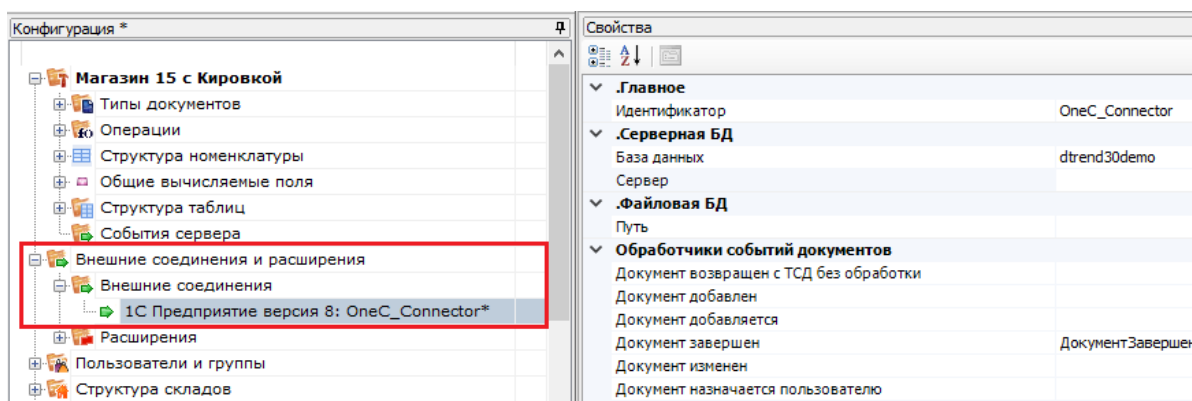 Конфигурация *
Магазин 15 с Кировкой
Типы документов
Операции
Структура номенклатуры
Общие вычисляемые поля
Структура таблиц
События сервера
Внешние соединения и расширения
Внешние соединения
1С Предприятие версия 8: OneC_Connector*
Расширения
Пользователи и группы
Структура складов
Свойства
.Главное
Идентификатор OneC_Connector
.Серверная БД
База данных dtrend30demo
Сервер
.Файловая БД
Путь
Обработчики событий документов
Документ возвращен с ТСД без обработки
Документ добавлен
Документ добавляется
Документ завершен ДокументЗавершен
Документ изменен
Документ назначается пользователю